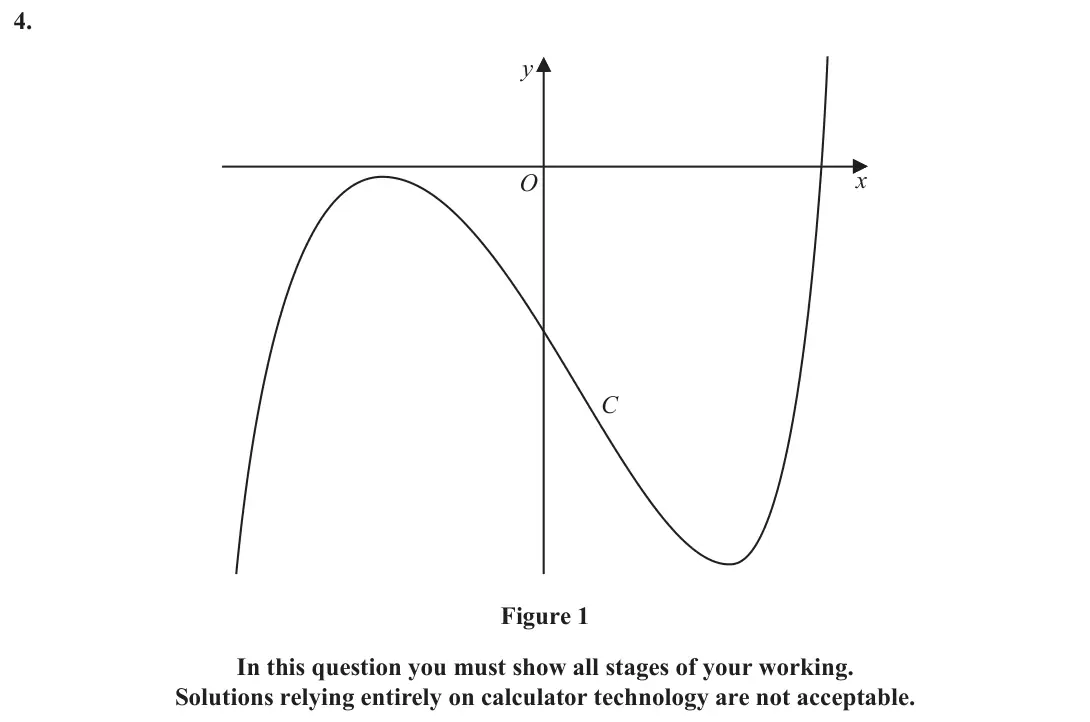 4.
y
O
x
C
Figure 1
In this question you must show all stages of your working.
Solutions relying entirely on calculator technology are not acceptable.